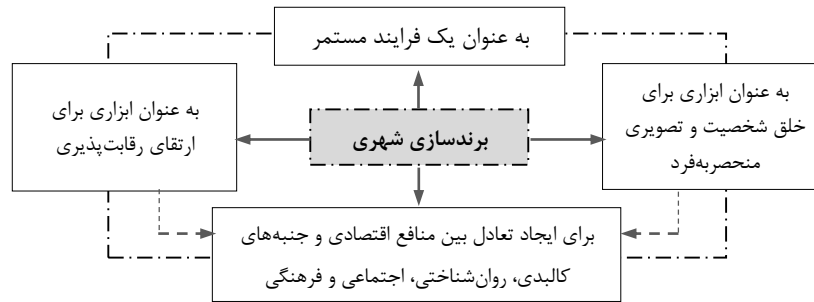 به عنوان یک فرایند مستمر
به عنوان ابزاری برای
خلق شخصیت و تصویری
منحصربه‌فرد
برندسازی شهری
به عنوان ابزاری برای
ارتقای رقابت‌پذیری
برای ایجاد تعادل بین منافع اقتصادی و جنبه‌های
کالبدی، روان‌شناختی، اجتماعی و فرهنگی